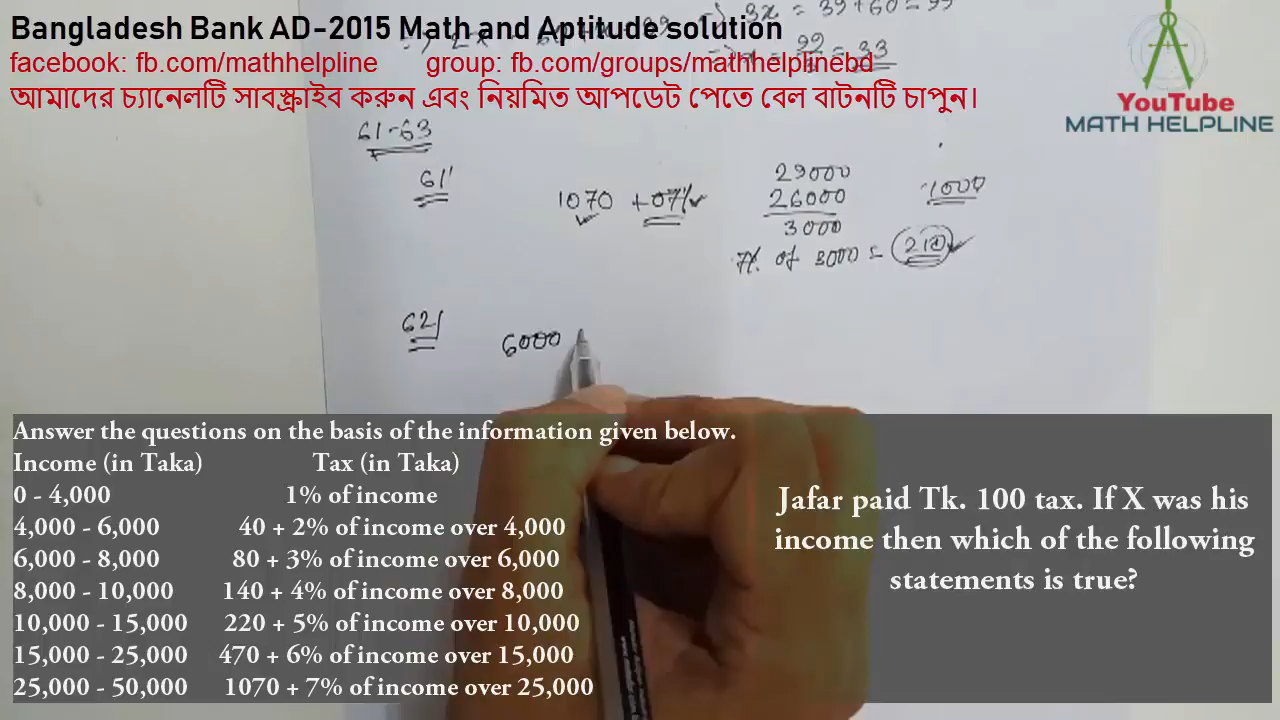 =) 3x = 39+60 = 99
Bangladesh Bank AD-2015 Math and Aptitude solution
facebook: fb.com/mathhelpline group: fb.com/groups/mathhelplinebd
আমাদের চ্যানেলটি সাবস্ক্রাইব করুন এবং নিয়মিত আপডেট পেতে বেল বাটনটি চাপুন।
YouTube
MATH HELPLINE
61-63
61
1070 + 07%
29000
26000
3000
1000
7% of 3000 = 210
62
6000
Answer the questions on the basis of the information given below.
Income (in Taka) Tax (in Taka)
0 - 4,000 1% of income
4,000 - 6,000 40 + 2% of income over 4,000
6,000 - 8,000 80 + 3% of income over 6,000
8,000 - 10,000 140 + 4% of income over 8,000
10,000 - 15,000 220 + 5% of income over 10,000
15,000 - 25,000 470 + 6% of income over 15,000
25,000 - 50,000 1070 + 7% of income over 25,000
Jafar paid Tk. 100 tax. If X was his
income then which of the following
statements is true?